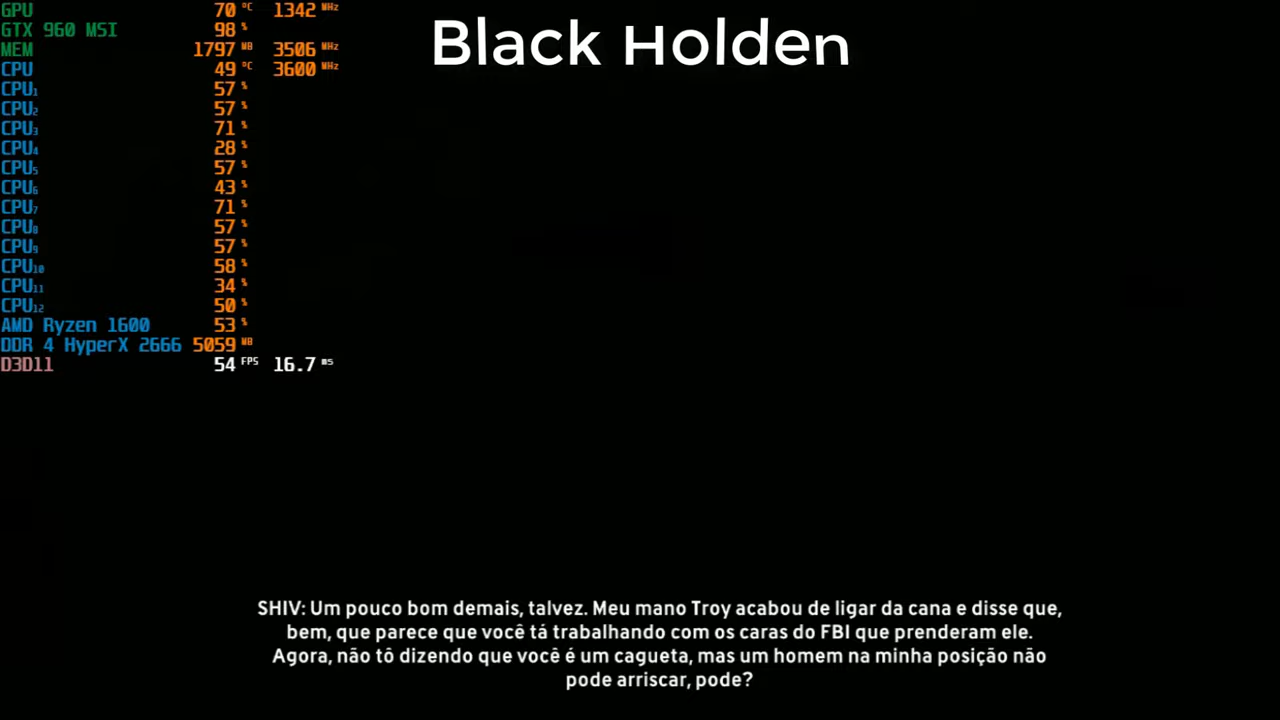 Black Holden
GPU 70 °C 1342 MHz
GTX 960 MSI 98 %
MEM 1797 MB 3506 MHz
CPU 49 °C 3600 MHz
CPU1 57 %
CPU2 57 %
CPU3 71 %
CPU4 28 %
CPU5 57 %
CPU6 43 %
CPU7 71 %
CPU8 57 %
CPU9 57 %
CPU10 58 %
CPU11 34 %
CPU12 50 %
AMD Ryzen 1600 53 %
DDR 4 HyperX 2666 5059 MB
D3D11 54 FPS 16.7 ms
SHIV: Um pouco bom demais, talvez. Meu mano Troy acabou de ligar da cana e disse que,
bem, que parece que você tá trabalhando com os caras do FBI que prenderam ele.
Agora, não tô dizendo que você é um cagueta, mas um homem na minha posição não
pode arriscar, pode?